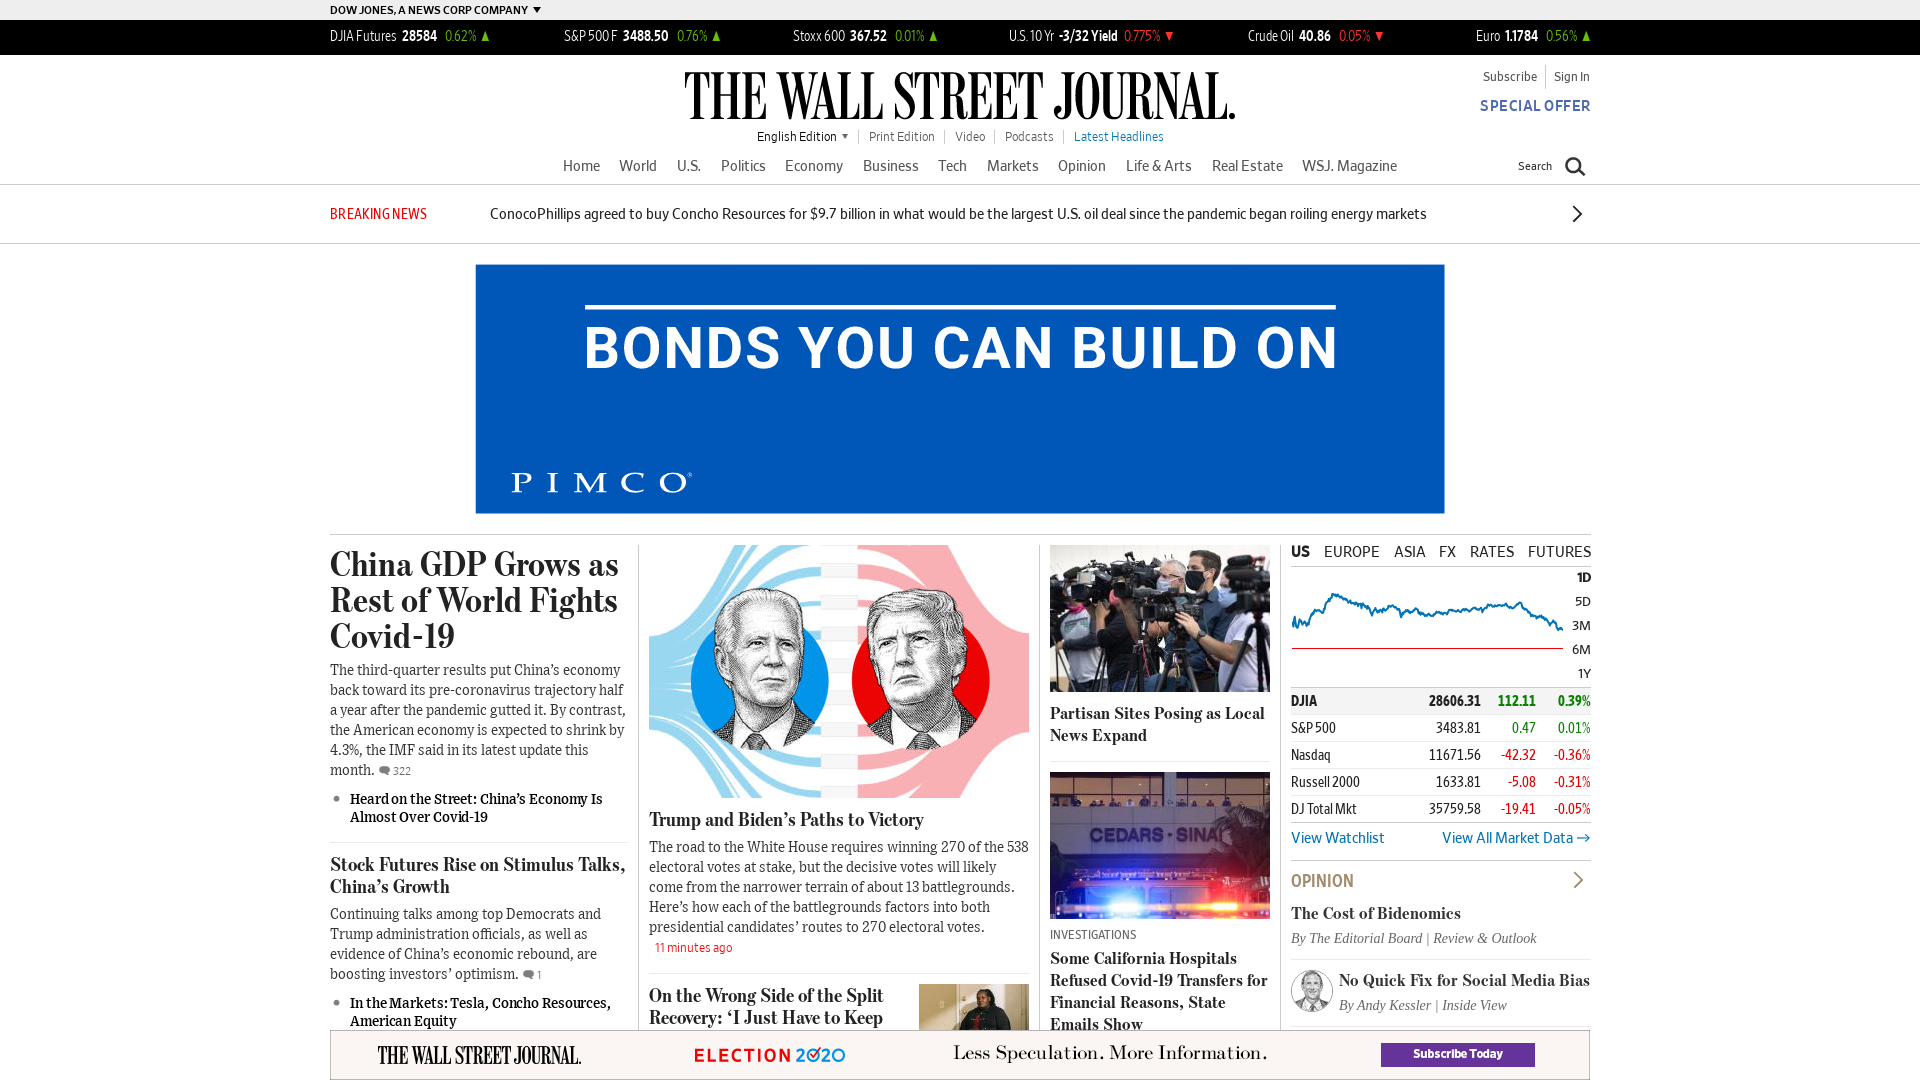 DOW JONES, A NEWS CORP COMPANY
DJIA Futures 28584 0.62%
S&P 500 F 3488.50 0.76%
Stoxx 600 367.52 0.01%
U.S. 10 Yr -3/32 Yield 0.775%
Crude Oil 40.86 0.05%
Euro 1.1784 0.56%
THE WALL STREET JOURNAL.
Subscribe Sign In
SPECIAL OFFER
English Edition Print Edition Video Podcasts Latest Headlines
Home World U.S. Politics Economy Business Tech Markets Opinion Life & Arts Real Estate WSJ. Magazine
Search
BREAKING NEWS
ConocoPhillips agreed to buy Concho Resources for $9.7 billion in what would be the largest U.S. oil deal since the pandemic began roiling energy markets
BONDS YOU CAN BUILD ON
PIMCO®
China GDP Grows as
Rest of World Fights
Covid-19
The third-quarter results put China’s economy
back toward its pre-coronavirus trajectory half
a year after the pandemic gutted it. By contrast,
the American economy is expected to shrink by
4.3%, the IMF said in its latest update this
month. 322
Heard on the Street: China’s Economy Is
Almost Over Covid-19
Stock Futures Rise on Stimulus Talks,
China’s Growth
Continuing talks among top Democrats and
Trump administration officials, as well as
evidence of China’s economic rebound, are
boosting investors’ optimism. 1
In the Markets: Tesla, Concho Resources,
American Equity
Trump and Biden’s Paths to Victory
The road to the White House requires winning 270 of the 538
electoral votes at stake, but the decisive votes will likely
come from the narrower terrain of about 13 battlegrounds.
Here’s how each of the battlegrounds factors into both
presidential candidates’ routes to 270 electoral votes.
11 minutes ago
On the Wrong Side of the Split
Recovery: ‘I Just Have to Keep
Partisan Sites Posing as Local
News Expand
CEDARS-SINAI
INVESTIGATIONS
Some California Hospitals
Refused Covid-19 Transfers for
Financial Reasons, State
Emails Show
US EUROPE ASIA FX RATES FUTURES
1D
5D
3M
6M
1Y
DJIA 28606.31 112.11 0.39%
S&P 500 3483.81 0.47 0.01%
Nasdaq 11671.56 -42.32 -0.36%
Russell 2000 1633.81 -5.08 -0.31%
DJ Total Mkt 35759.58 -19.41 -0.05%
View Watchlist View All Market Data
OPINION
The Cost of Bidenomics
By The Editorial Board | Review & Outlook
No Quick Fix for Social Media Bias
By Andy Kessler | Inside View
THE WALL STREET JOURNAL.
ELECTION 2020
Less Speculation. More Information.
Subscribe Today